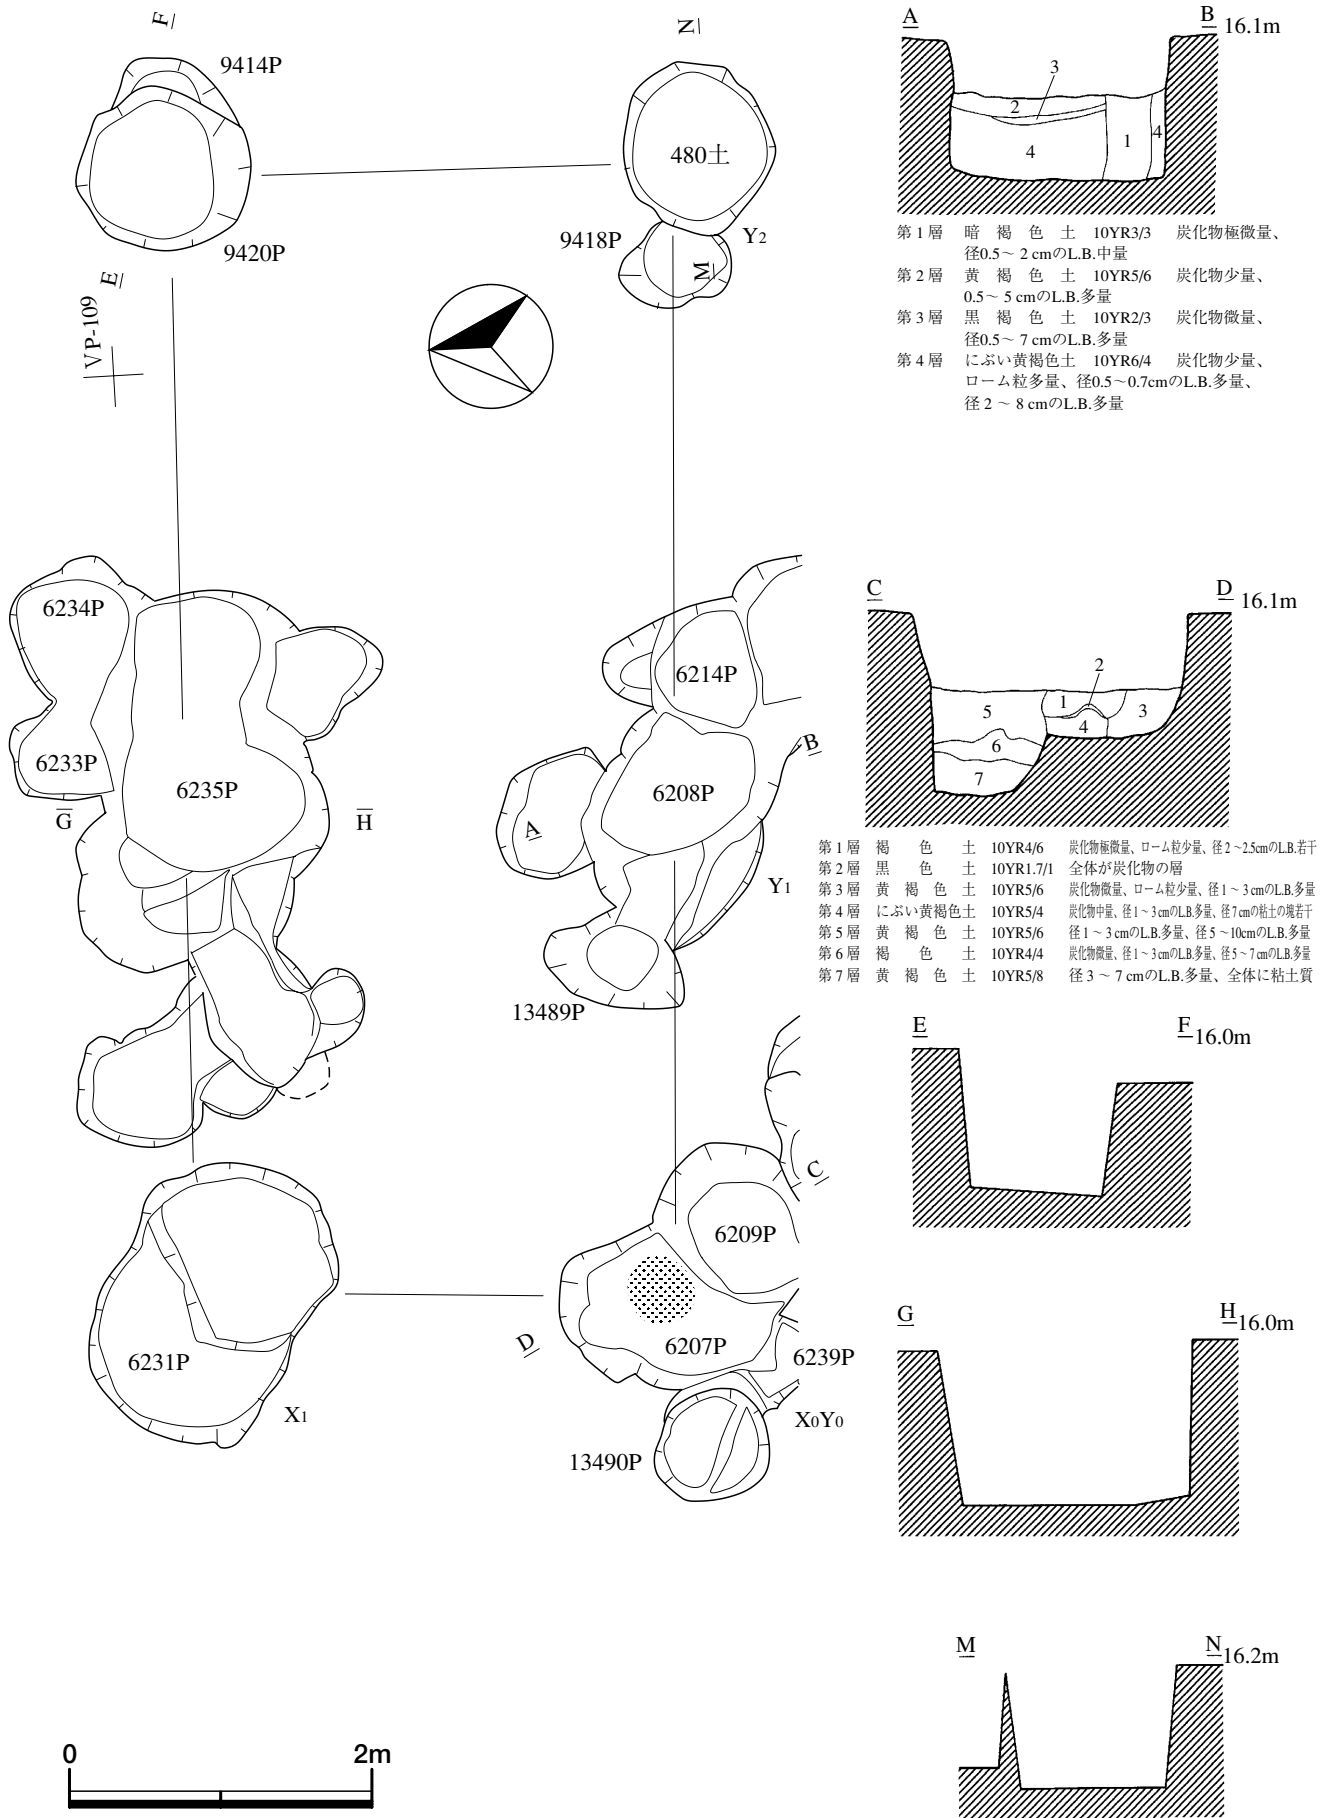 F
9414P
9420P
E
VP-109
N
480土
9418P
Y2
M
6234P
6233P
6235P
G
H
6214P
6208P
A
B
Y1
13489P
C
6209P
6207P
D
6239P
X0Y0
13490P
6231P
X1
0 2m
A B 16.1m
3
2
4
1
4
第1層 暗褐色土 10YR3/3 炭化物極微量、
径0.5~2cmのL.B.中量
第2層 黄褐色土 10YR5/6 炭化物少量、
0.5~5cmのL.B.多量
第3層 黒褐色土 10YR2/3 炭化物微量、
径0.5~7cmのL.B.多量
第4層 にぶい黄褐色土 10YR6/4 炭化物少量、
ローム粒多量、径0.5~0.7cmのL.B.多量、
径2~8cmのL.B.多量
C D 16.1m
2
1
5
3
4
6
7
第1層 褐色土 10YR4/6 炭化物極微量、ローム粒少量、径2~2.5cmのL.B.若干
第2層 黒色土 10YR1.7/1 全体が炭化物の層
第3層 黄褐色土 10YR5/6 炭化物微量、ローム粒少量、径1~3cmのL.B.多量
第4層 にぶい黄褐色土 10YR5/4 炭化物中量、径1~3cmのL.B.多量、径7cmの粘土の塊若干
第5層 黄褐色土 10YR5/6 径1~3cmのL.B.多量、径5~10cmのL.B.多量
第6層 褐色土 10YR4/4 炭化物微量、径1~3cmのL.B.多量、径5~7cmのL.B.多量
第7層 黄褐色土 10YR5/8 径3~7cmのL.B.多量、全体に粘土質
E F 16.0m
G H 16.0m
M N 16.2m